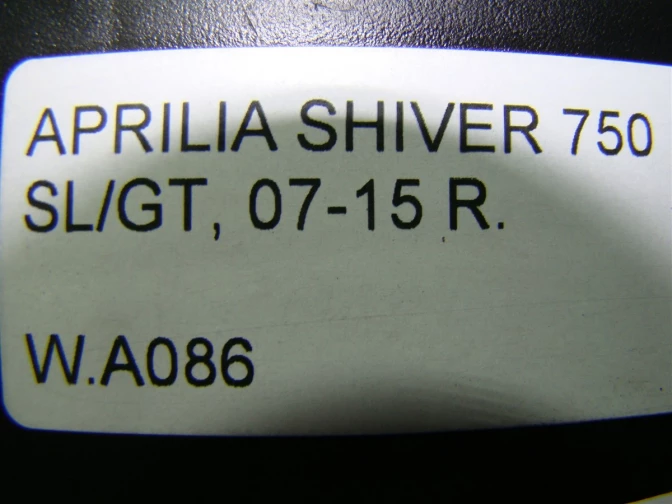 APRILIA SHIVER 750
SL/GT, 07-15 R.
W.A086